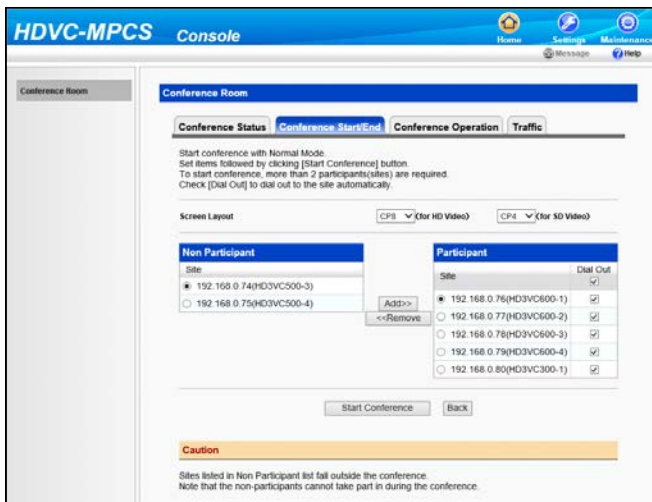 HDVC-MPCS Console
Home Settings Maintenance
Message Help
Conference Room
Conference Room
Conference Status Conference Start/End Conference Operation Traffic
Start conference with Normal Mode.
Set items followed by clicking [Start Conference] button.
To start conference, more than 2 participants(sites) are required.
Check [Dial Out] to dial out to the site automatically.
Screen Layout CP8 (for HD Video) CP4 (for SD Video)
Non Participant
Site
192.168.0.74(HD3VC500-3)
192.168.0.75(HD3VC500-4)
Add>>
<<Remove
Participant
Site Dial Out
192.168.0.76(HD3VC600-1)
192.168.0.77(HD3VC600-2)
192.168.0.78(HD3VC600-3)
192.168.0.79(HD3VC600-4)
192.168.0.80(HD3VC300-1)
Start Conference Back
Caution
Sites listed in Non Participant list fall outside the conference.
Note that the non-participants cannot take part in during the conference.